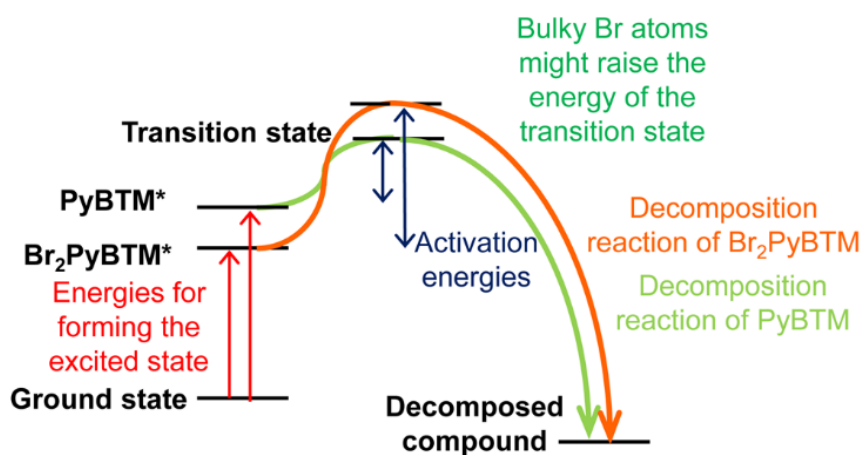 Bulky Br atoms
might raise the
energy of the
transition state
Transition state
PyBTM*
Br₂PyBTM*
Activation
energies
Decomposition
reaction of Br₂PyBTM
Decomposition
reaction of PyBTM
Energies for
forming the
excited state
Ground state
Decomposed
compound